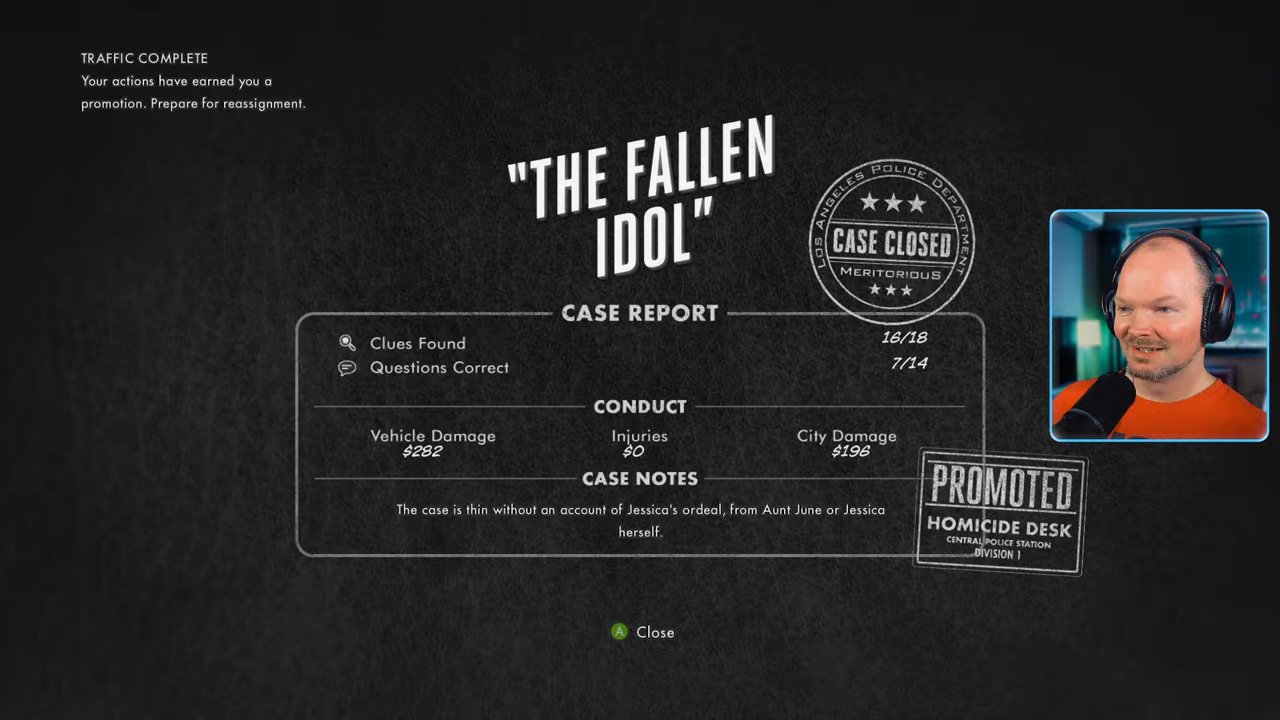 TRAFFIC COMPLETE
Your actions have earned you a
promotion. Prepare for reassignment.
"THE FALLEN
IDOL"
LOS ANGELES POLICE DEPARTMENT
CASE CLOSED
MERITORIOUS
CASE REPORT
Clues Found 16/18
Questions Correct 7/14
CONDUCT
Vehicle Damage Injuries City Damage
$282 $0 $196
CASE NOTES
The case is thin without an account of Jessica's ordeal, from Aunt June or Jessica
herself.
PROMOTED
HOMICIDE DESK
CENTRAL POLICE STATION
DIVISION 1
A Close